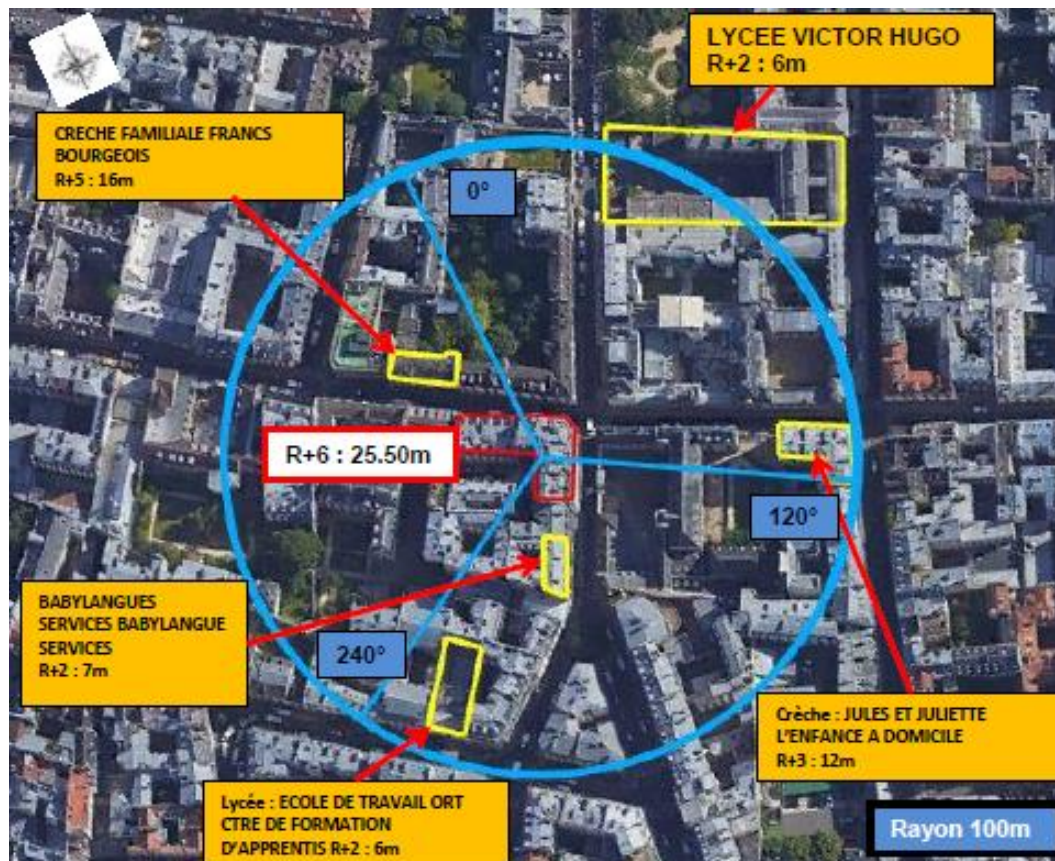 LYCEE VICTOR HUGO
R+2 : 6m
CRECHE FAMILIALE FRANCS
BOURGEOIS
R+5 : 16m
0°
R+6 : 25.50m
120°
BABYLANGUES
SERVICES BABYLANGUE
SERVICES
R+2 : 7m
240°
Crèche : JULES ET JULIETTE
L'ENFANCE A DOMICILE
R+3 : 12m
Lycée : ECOLE DE TRAVAIL ORT
CTRE DE FORMATION
D'APPRENTIS R+2 : 6m
Rayon 100m